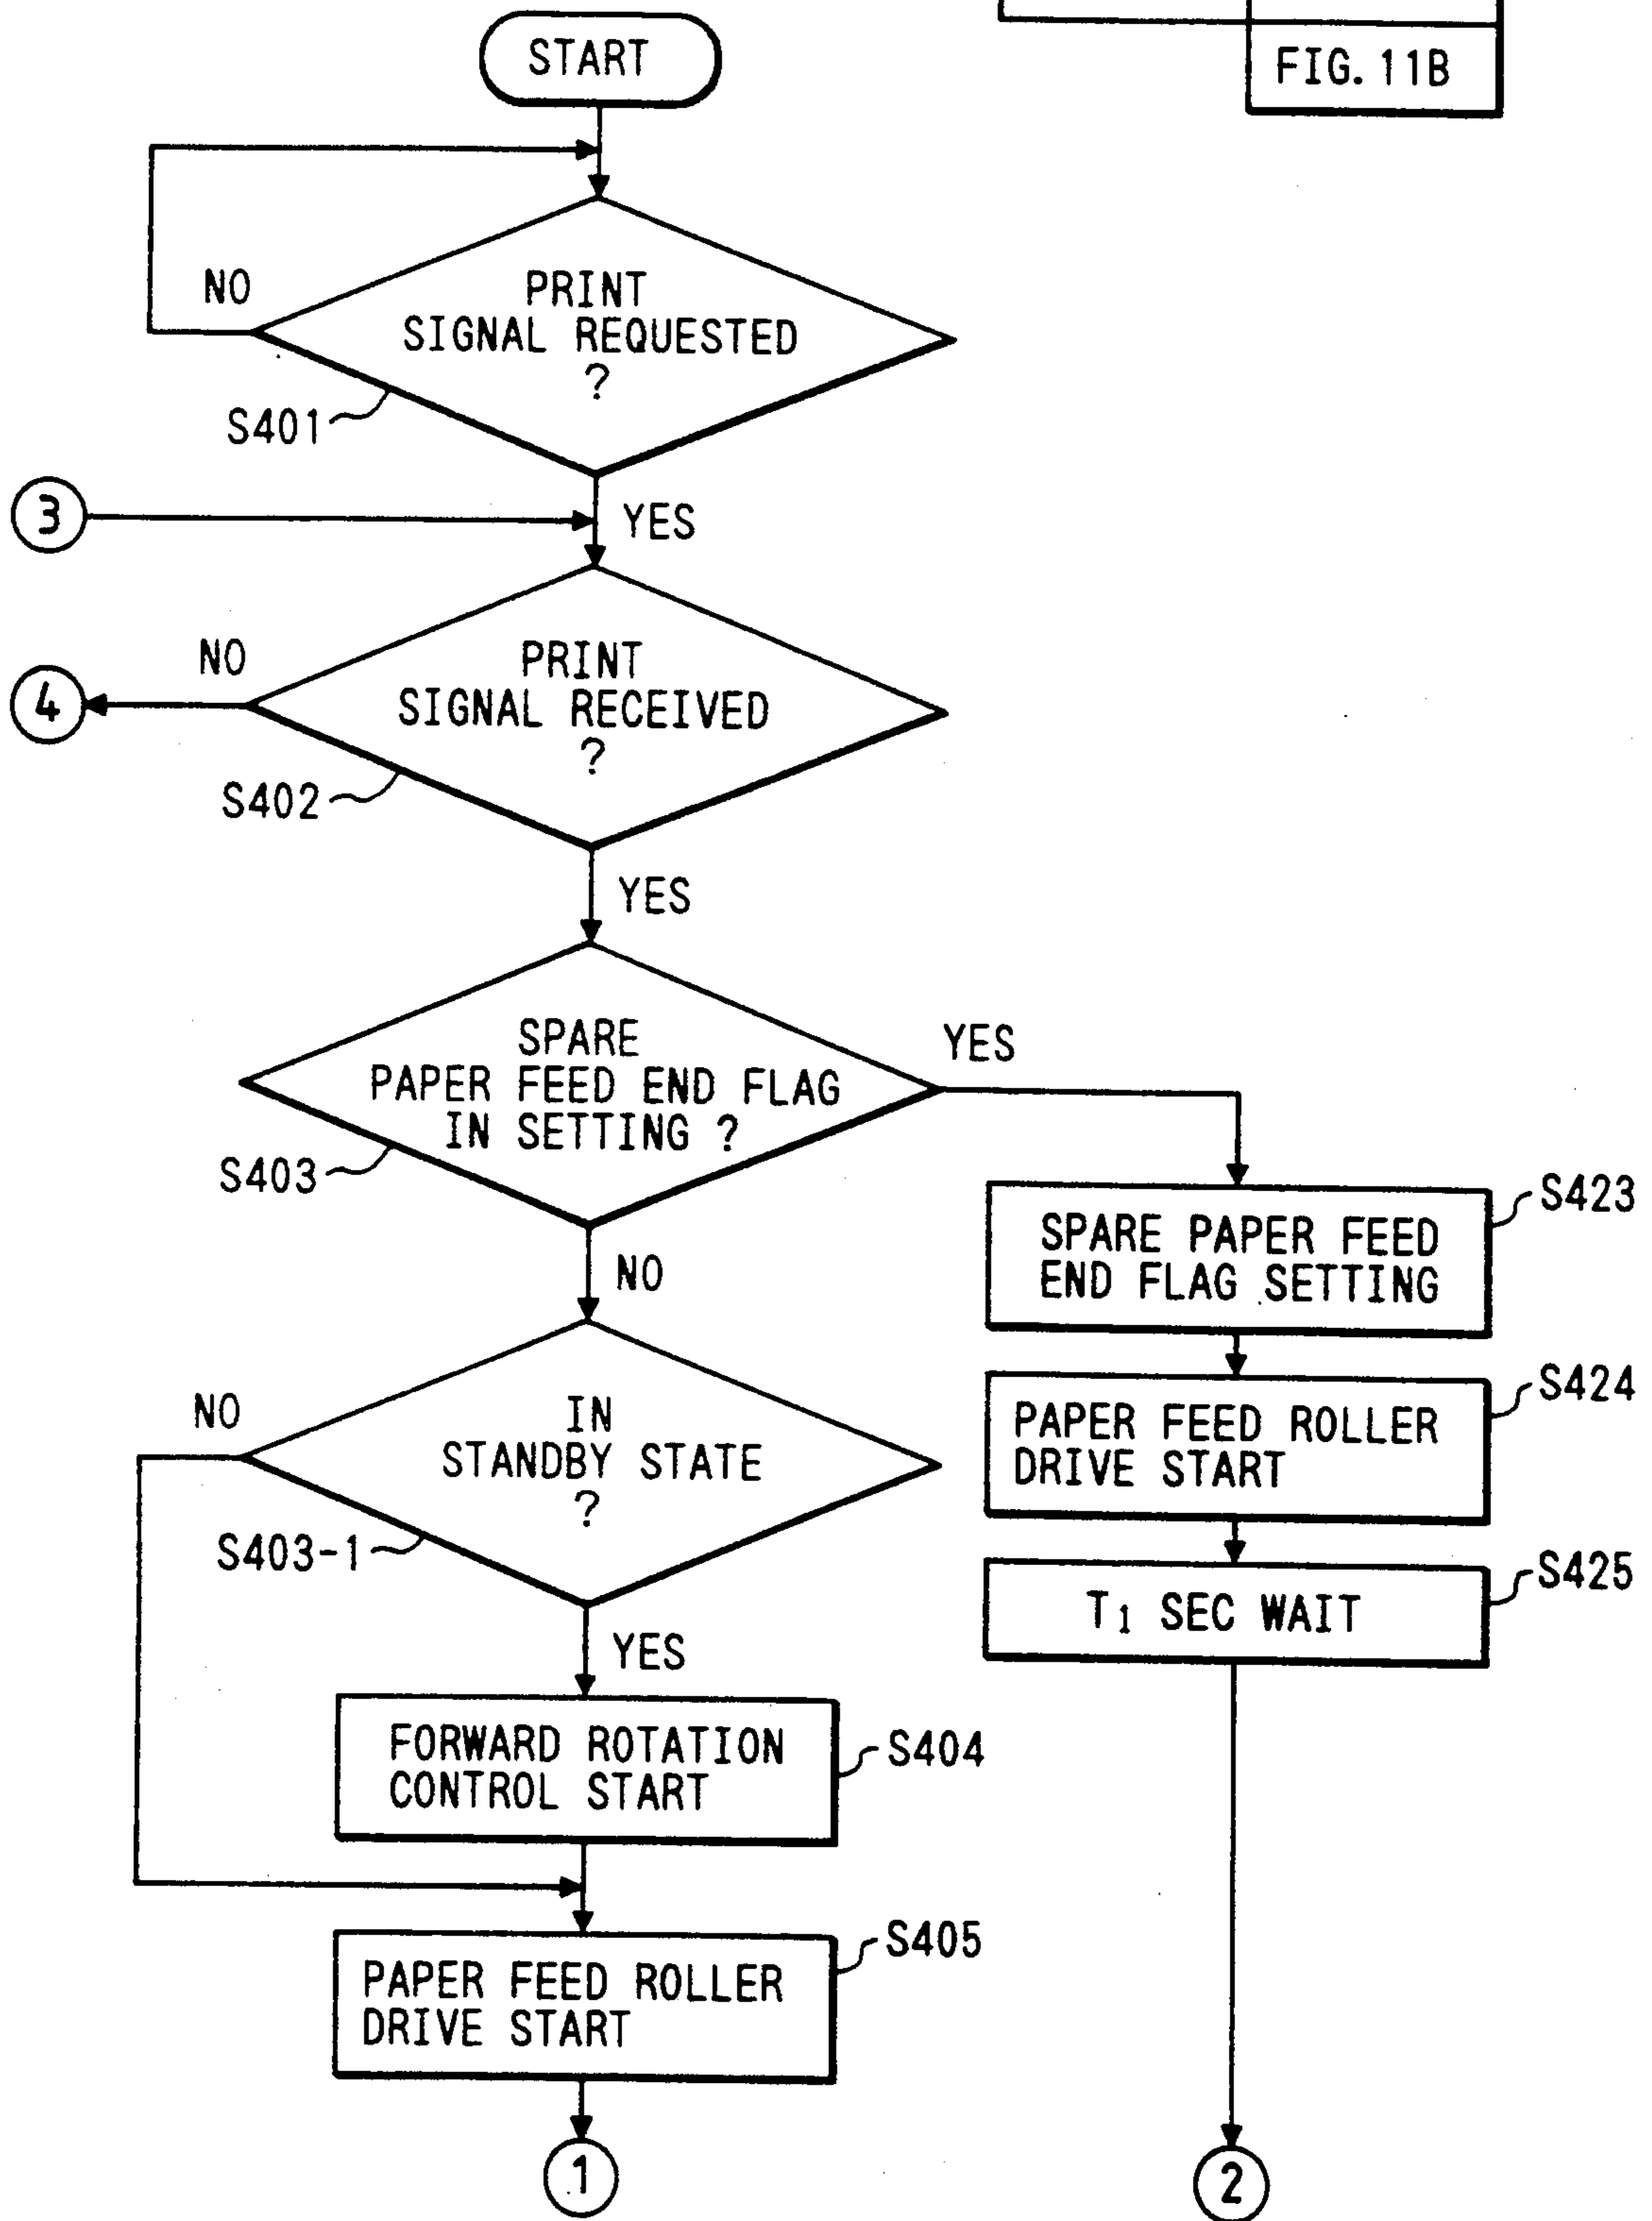 FIG. 11B
START
NO
PRINT
SIGNAL REQUESTED
?
S401
3
YES
NO
PRINT
SIGNAL RECEIVED
?
4
S402
YES
SPARE
PAPER FEED END FLAG
IN SETTING ?
YES
S403
NO
S423
SPARE PAPER FEED
END FLAG SETTING
S424
PAPER FEED ROLLER
DRIVE START
S425
T1 SEC WAIT
2
NO
IN
STANDBY STATE
?
S403-1
YES
FORWARD ROTATION
CONTROL START
S404
S405
PAPER FEED ROLLER
DRIVE START
1